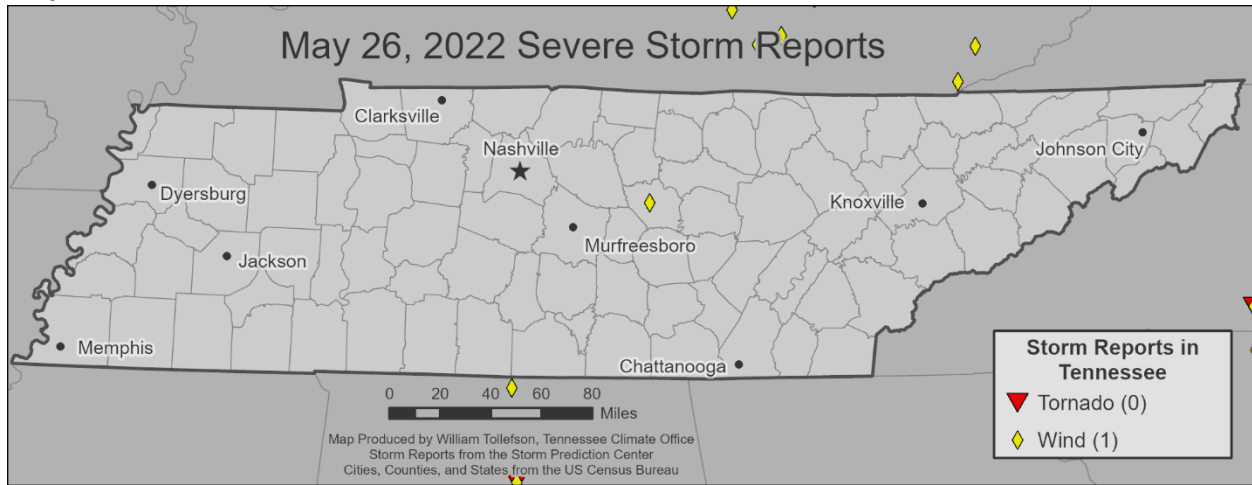 May 26, 2022 Severe Storm Reports
Clarksville
Nashville
Johnson City
Dyersburg
Knoxville
Murfreesboro
Jackson
Memphis
Chattanooga
Storm Reports in
Tennessee
Tornado (0)
Wind (1)
0 20 40 60 80
Miles
Map Produced by William Tollefson, Tennessee Climate Office
Storm Reports from the Storm Prediction Center
Cities, Counties, and States from the US Census Bureau